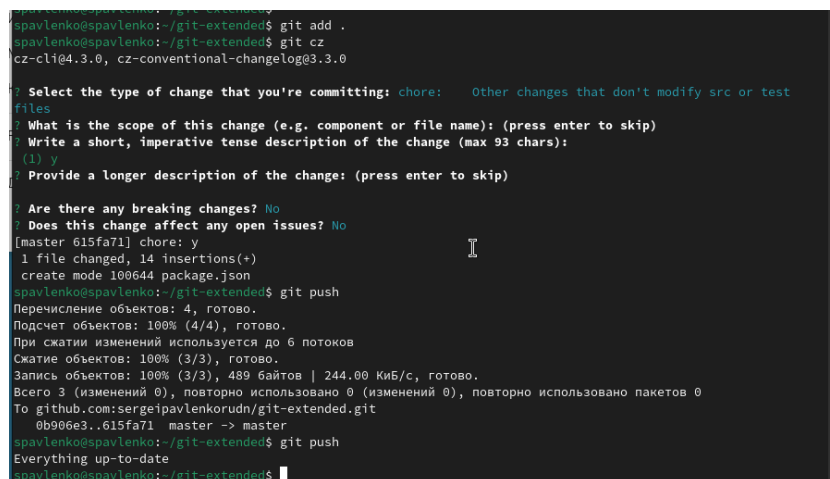 spavlenko@spavlenko:~/git-extended$
spavlenko@spavlenko:~/git-extended$ git add .
spavlenko@spavlenko:~/git-extended$ git cz
cz-cli@4.3.0, cz-conventional-changelog@3.3.0
? Select the type of change that you're committing: chore:    Other changes that don't modify src or test
files
? What is the scope of this change (e.g. component or file name): (press enter to skip)
? Write a short, imperative tense description of the change (max 93 chars):
(1) y
? Provide a longer description of the change: (press enter to skip)
? Are there any breaking changes? No
? Does this change affect any open issues? No
[master 615fa71] chore: y
1 file changed, 14 insertions(+)
create mode 100644 package.json
spavlenko@spavlenko:~/git-extended$ git push
Перечисление объектов: 4, готово.
Подсчет объектов: 100% (4/4), готово.
При сжатии изменений используется до 6 потоков
Сжатие объектов: 100% (3/3), готово.
Запись объектов: 100% (3/3), 489 байтов | 244.00 КиБ/с, готово.
Всего 3 (изменений 0), повторно использовано 0 (изменений 0), повторно использовано пакетов 0
To github.com:sergeipavlenkorudn/git-extended.git
0b906e3..615fa71  master -> master
spavlenko@spavlenko:~/git-extended$ git push
Everything up-to-date
spavlenko@spavlenko:~/git-extended$